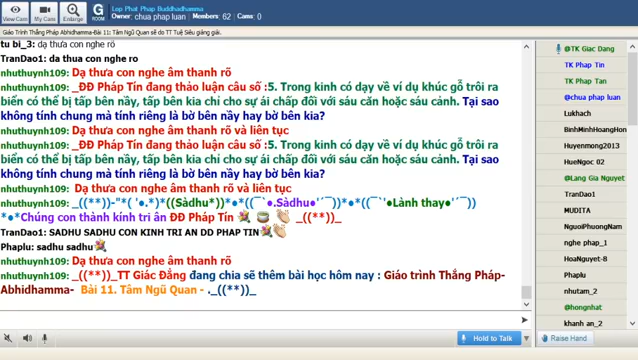 Lớp Phật Pháp Buddhadhamma
Owner: chua phap luan Members: 62 Cams: 0
View Cam
My Cam
Enlarge
G ROOM
Giáo Trình Thắng Pháp Abhidhamma-Bài 11: Tâm Ngũ Quan sẽ do TT Tuệ Siêu giảng giải.
tu bi_3: dạ thưa con nghe rõ
TranDao1: da thua con nghe ro
nhuthuynh109: Dạ thưa con nghe âm thanh rõ
nhuthuynh109: _ĐĐ Pháp Tín đang thảo luận câu số :5. Trong kinh có dạy về ví dụ khúc gỗ trôi ra
biển có thể bị tấp bên nầy, tấp bên kia chỉ cho sự ái chấp đối với sáu căn hoặc sáu cảnh. Tại sao
không tính chung mà tính riêng là bờ bên nầy hay bờ bên kia?
nhuthuynh109: Dạ thưa con nghe âm thanh rõ và liên tục
nhuthuynh109: _ĐĐ Pháp Tín đang thảo luận câu số :5. Trong kinh có dạy về ví dụ khúc gỗ trôi ra
biển có thể bị tấp bên nầy, tấp bên kia chỉ cho sự ái chấp đối với sáu căn hoặc sáu cảnh. Tại sao
không tính chung mà tính riêng là bờ bên nầy hay bờ bên kia?
nhuthuynh109: Dạ thưa con nghe âm thanh rõ và liên tục
nhuthuynh109: _((**))-"*( '●.*)●((Sàdhu))●*●((¯`●.Sàdhu●'´¯))●*●((¯`'●Lành thay●'´¯))
●*●Chúng con thành kính tri ân ĐĐ Pháp Tín _((**))_
TranDao1: SADHU SADHU CON KINH TRI AN DD PHAP TIN
Phaplu: sadhu sadhu
nhuthuynh109: Dạ thưa con nghe âm thanh rõ
nhuthuynh109: _((**))_TT Giác Đẳng đang chia sẽ thêm bài học hôm nay : Giáo trình Thắng Pháp-
Abhidhamma- Bài 11. Tâm Ngũ Quan - ._((**))_
@TK Giac Dang
TK Phap Tin
TK Phap Tan
@chua phap luan
Lukhach
BinhMinhHoangHon
Huyenmong2013
HueNgoc 02
@Lang Gia Nguyet
TranDao1
MUDITA
NguoiPhuongNam
nghe phap_1
HoaNguyet-B
Phaplu
nhutam_2
@hongnhat
khanh an_2
Hold to Talk
Raise Hand